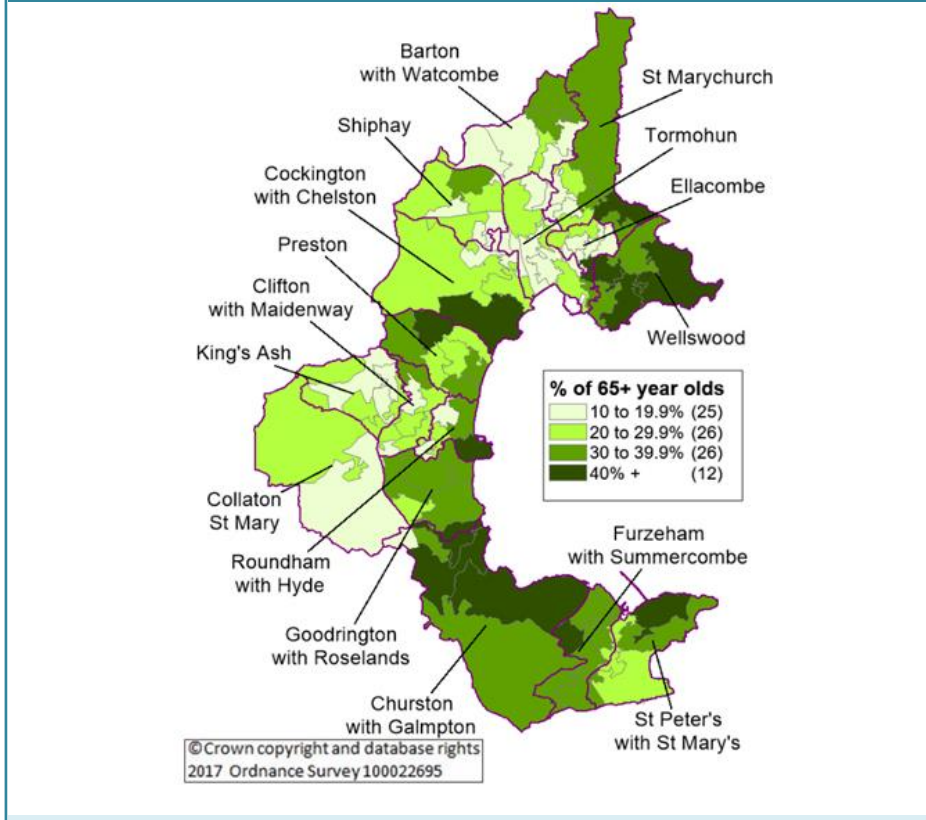 Barton
with Watcombe
St Marychurch
Shiphay
Tormohun
Cockington
with Chelston
Ellacombe
Preston
Clifton
with Maidenway
Wellswood
King's Ash
% of 65+ year olds
10 to 19.9% (25)
20 to 29.9% (26)
30 to 39.9% (26)
40% + (12)
Collaton
St Mary
Furzeham
with Summercombe
Roundham
with Hyde
Goodrington
with Roselands
Churston
with Galmpton
St Peter's
with St Mary's
©Crown copyright and database rights
2017 Ordnance Survey 100022695